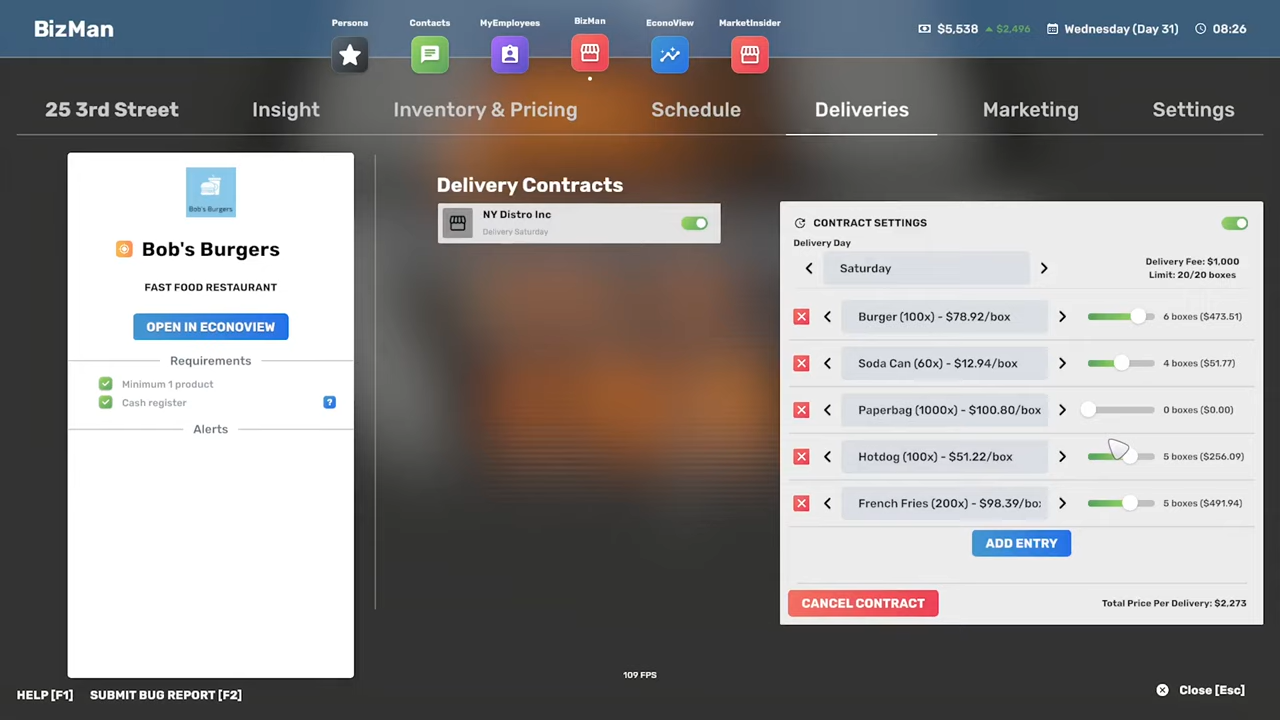 BizMan
Persona
Contacts
MyEmployees
BizMan
EconoView
MarketInsider
$5,538
$2,496
Wednesday (Day 31)
08:26
25 3rd Street
Insight
Inventory & Pricing
Schedule
Deliveries
Marketing
Settings
Bob's Burgers
Bob's Burgers
FAST FOOD RESTAURANT
OPEN IN ECONOVIEW
Requirements
Minimum 1 product
Cash register
?
Alerts
Delivery Contracts
NY Distro Inc
Delivery Saturday
CONTRACT SETTINGS
Delivery Day
Saturday
Delivery Fee: $1,000
Limit: 20/20 boxes
Burger (100x) - $78.92/box
6 boxes ($473.51)
Soda Can (60x) - $12.94/box
4 boxes ($51.77)
Paperbag (1000x) - $100.80/box
0 boxes ($0.00)
Hotdog (100x) - $51.22/box
5 boxes ($256.09)
French Fries (200x) - $98.39/bo
5 boxes ($491.94)
ADD ENTRY
CANCEL CONTRACT
Total Price Per Delivery: $2,273
109 FPS
HELP [F1]
SUBMIT BUG REPORT [F2]
Close [Esc]